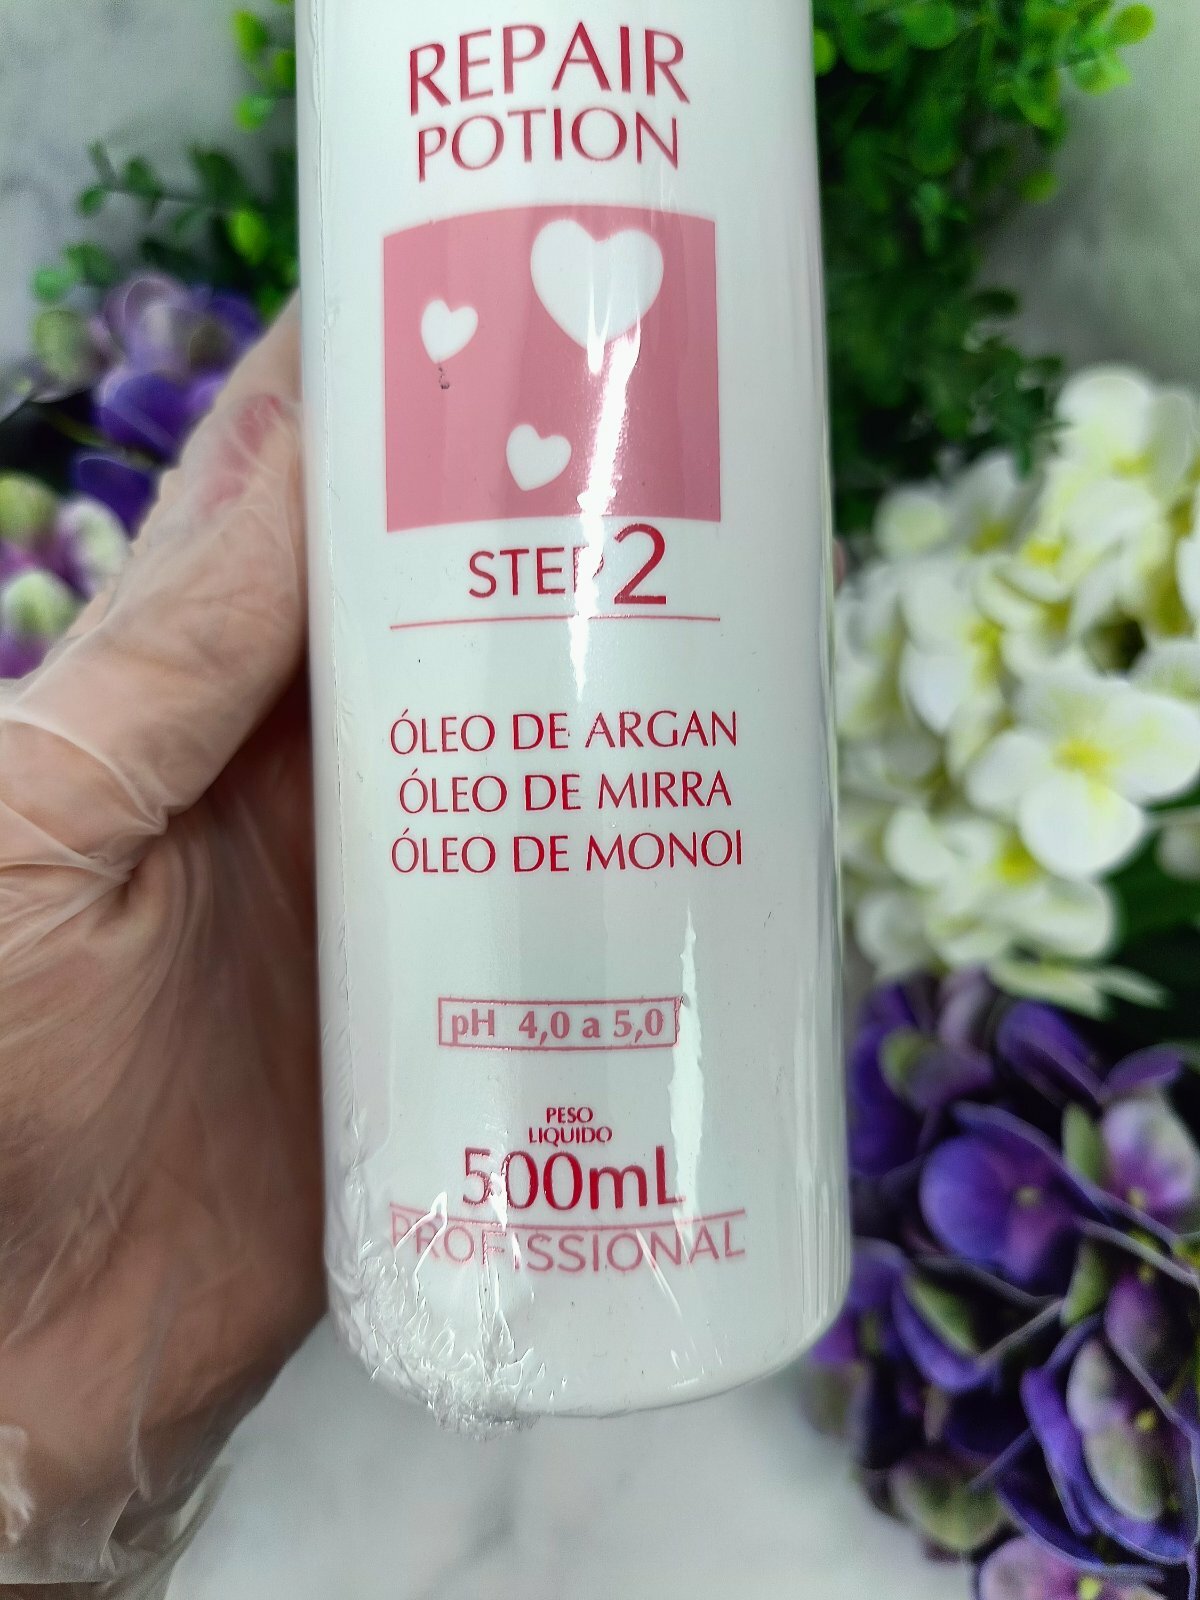 REPAIR
POTION
STEP 2
ÓLEO DE ARGAN
ÓLEO DE MIRRA
ÓLEO DE MONOI
pH 4,0 a 5,0
PESO
LIQUIDO
500mL
PROFISSIONAL